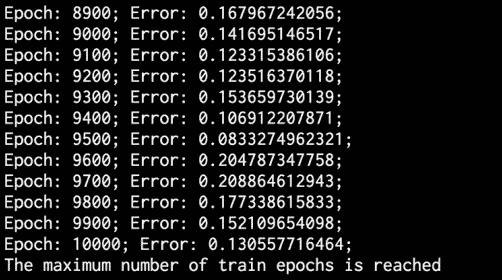 Epoch: 8900; Error: 0.167967242056;
Epoch: 9000; Error: 0.141695146517;
Epoch: 9100; Error: 0.123315386106;
Epoch: 9200; Error: 0.123516370118;
Epoch: 9300; Error: 0.153659730139;
Epoch: 9400; Error: 0.106912207871;
Epoch: 9500; Error: 0.0833274962321;
Epoch: 9600; Error: 0.204787347758;
Epoch: 9700; Error: 0.208864612943;
Epoch: 9800; Error: 0.177338615833;
Epoch: 9900; Error: 0.152109654098;
Epoch: 10000; Error: 0.130557716464;
The maximum number of train epochs is reached